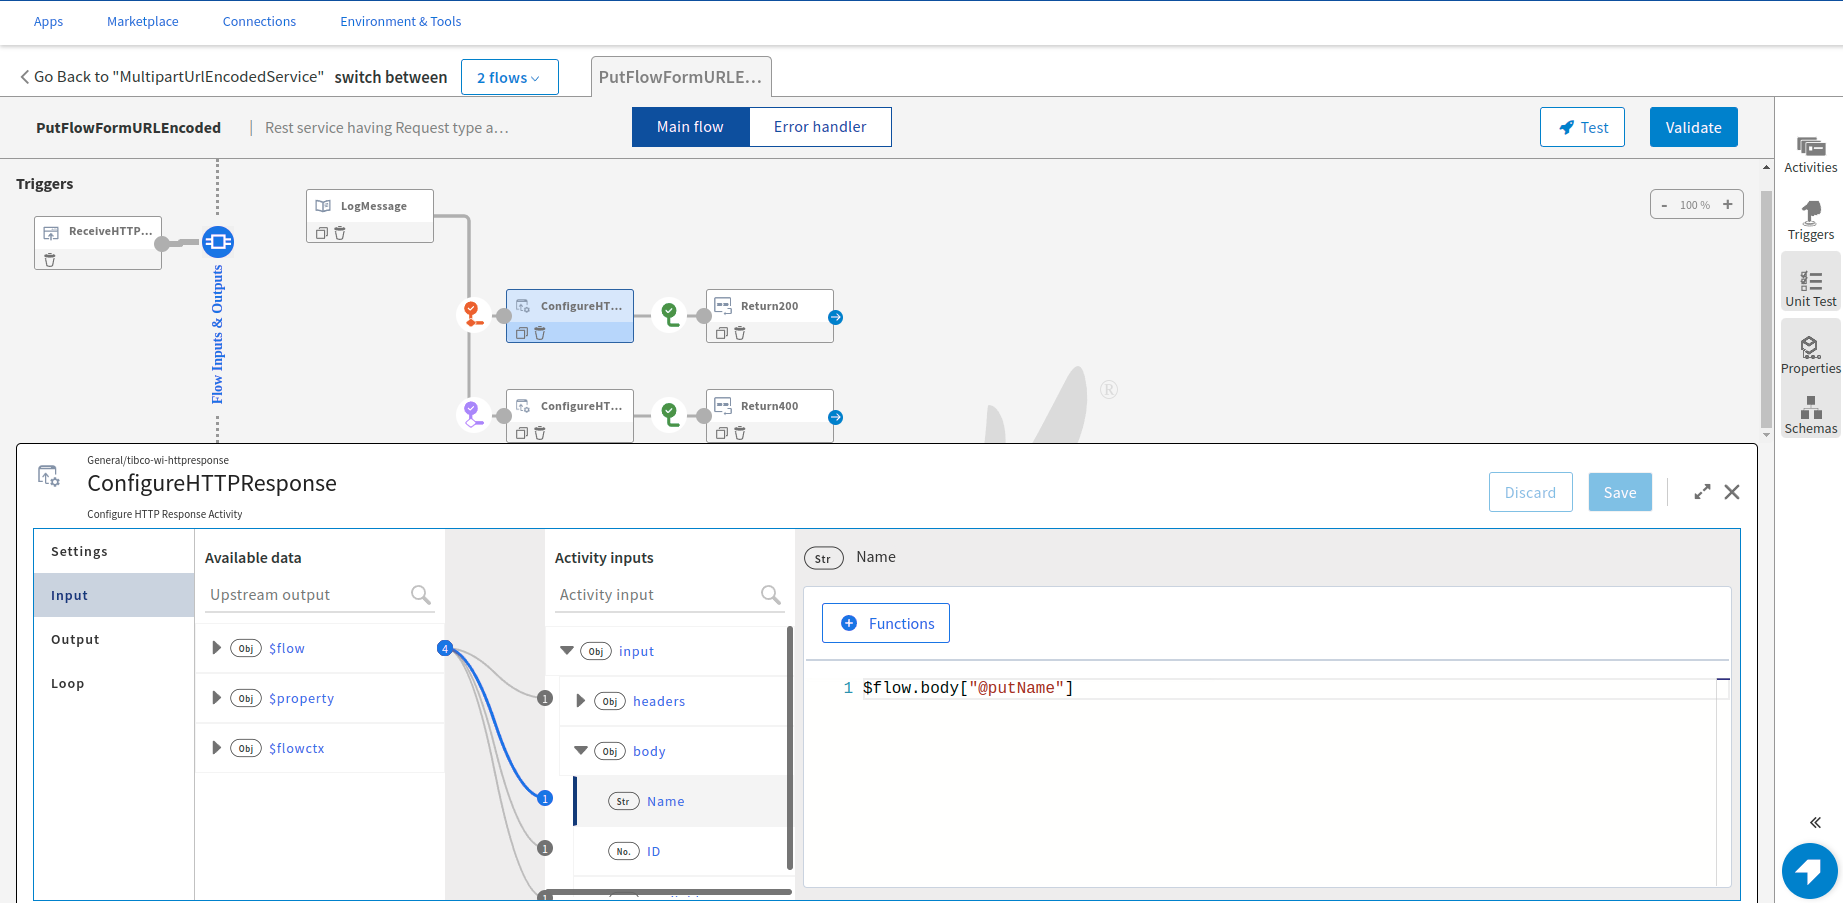 Apps Marketplace Connections Environment & Tools
Go Back to "MultipartUrlEncodedService" switch between 2 flows PutFlowFormURLE...
PutFlowFormURLEncoded | Rest service having Request type a... Main flow Error handler Test Validate
Triggers
ReceiveHTTP...
Flow Inputs & Outputs
LogMessage
ConfigureHT...
Return200
ConfigureHT...
Return400
- 100 % +
®
Activities
Triggers
Unit Test
Properties
Schemas
General/tibco-wi-httpresponse
ConfigureHTTPResponse
Configure HTTP Response Activity
Discard Save
Settings
Input
Output
Loop
Available data
Upstream output
Obj $flow
Obj $property
Obj $flowctx
4
1
1
1
Activity inputs
Activity input
Obj input
Obj headers
Obj body
Str Name
No. ID
Str Name
Functions
1 $flow.body["@putName"]